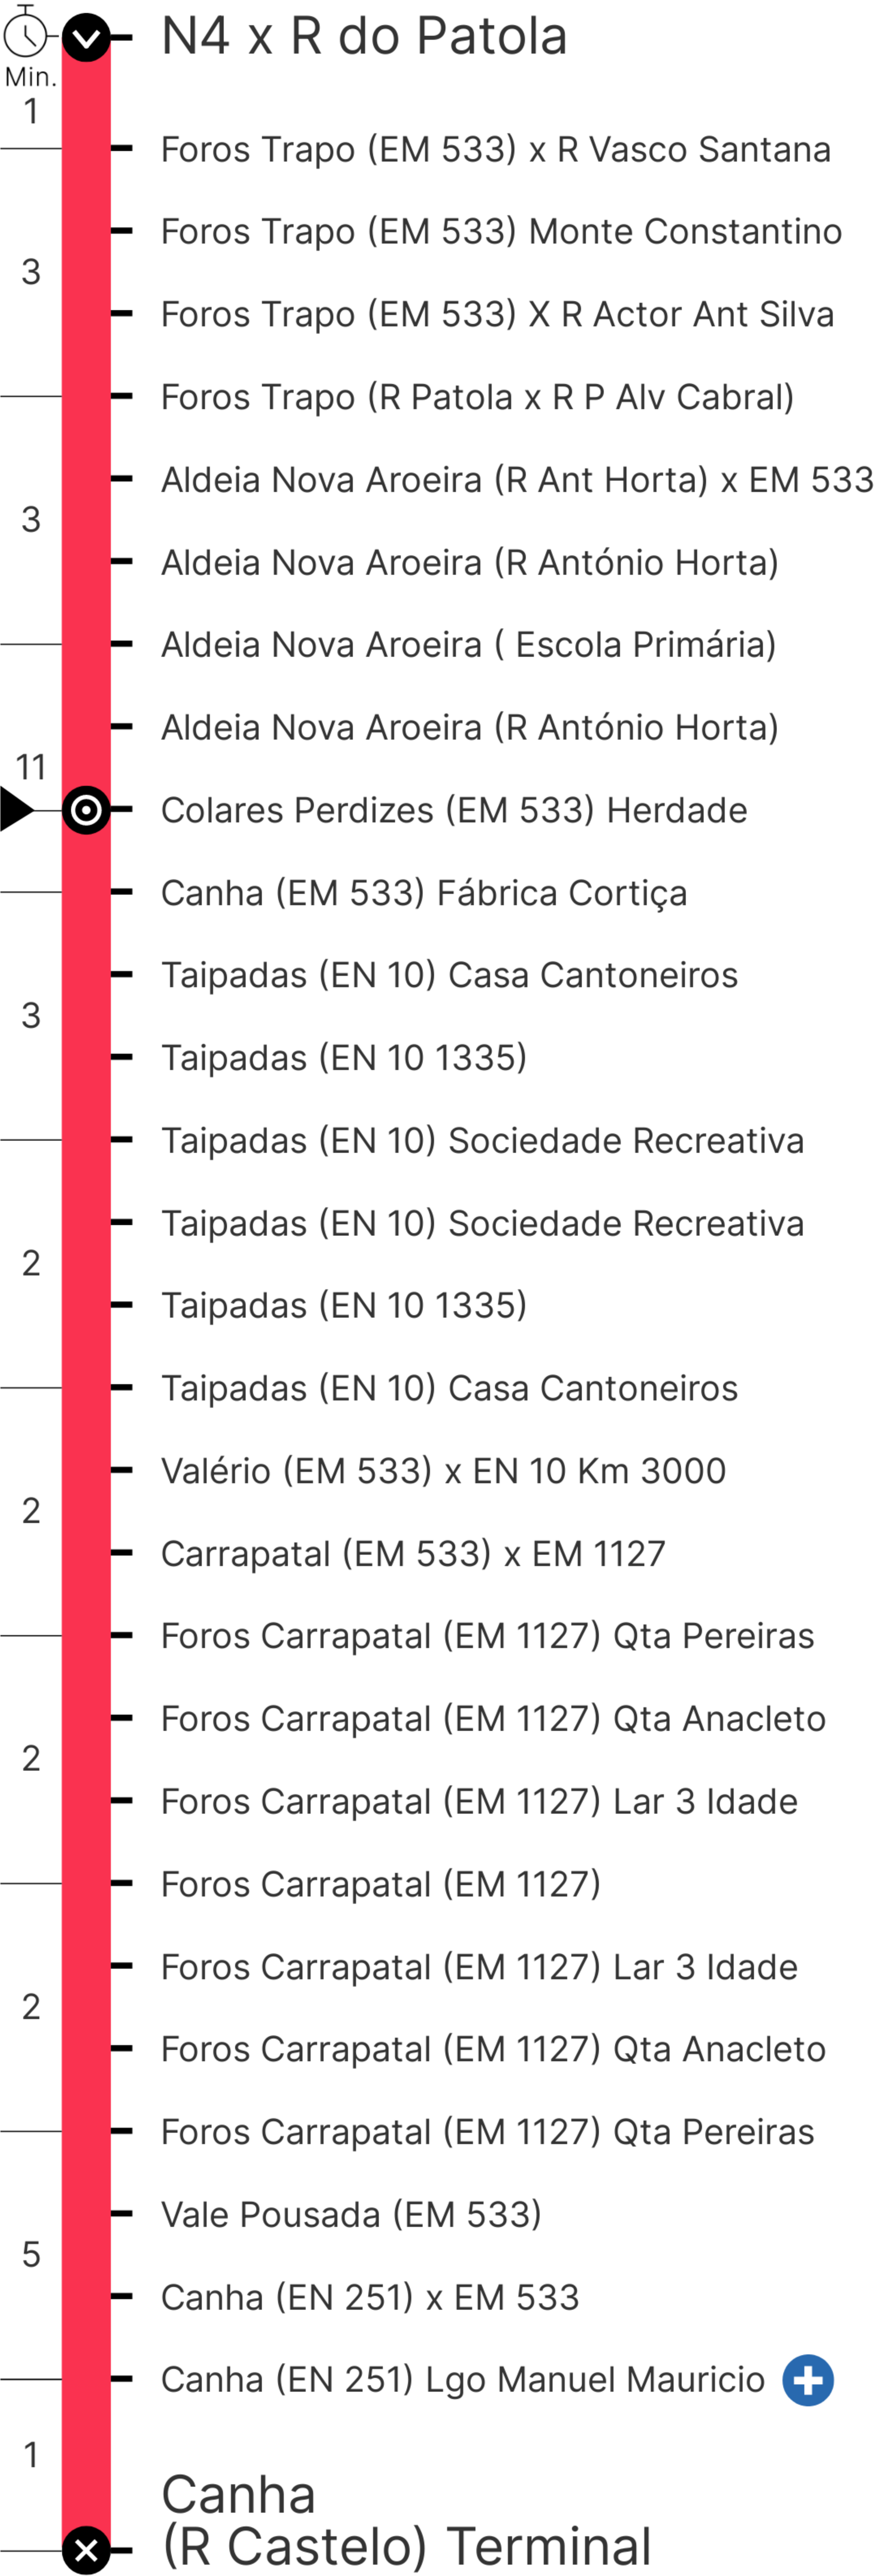 N4 x R do Patola
Min.
1
Foros Trapo (EM 533) x R Vasco Santana
Foros Trapo (EM 533) Monte Constantino
3
Foros Trapo (EM 533) X R Actor Ant Silva
Foros Trapo (R Patola x R P Alv Cabral)
Aldeia Nova Aroeira (R Ant Horta) x EM 533
3
Aldeia Nova Aroeira (R António Horta)
Aldeia Nova Aroeira ( Escola Primária)
Aldeia Nova Aroeira (R António Horta)
11
Colares Perdizes (EM 533) Herdade
Canha (EM 533) Fábrica Cortiça
Taipadas (EN 10) Casa Cantoneiros
3
Taipadas (EN 10 1335)
Taipadas (EN 10) Sociedade Recreativa
Taipadas (EN 10) Sociedade Recreativa
2
Taipadas (EN 10 1335)
Taipadas (EN 10) Casa Cantoneiros
Valério (EM 533) x EN 10 Km 3000
2
Carrapatal (EM 533) x EM 1127
Foros Carrapatal (EM 1127) Qta Pereiras
Foros Carrapatal (EM 1127) Qta Anacleto
2
Foros Carrapatal (EM 1127) Lar 3 Idade
Foros Carrapatal (EM 1127)
Foros Carrapatal (EM 1127) Lar 3 Idade
2
Foros Carrapatal (EM 1127) Qta Anacleto
Foros Carrapatal (EM 1127) Qta Pereiras
Vale Pousada (EM 533)
5
Canha (EN 251) x EM 533
Canha (EN 251) Lgo Manuel Mauricio
1
Canha
(R Castelo) Terminal